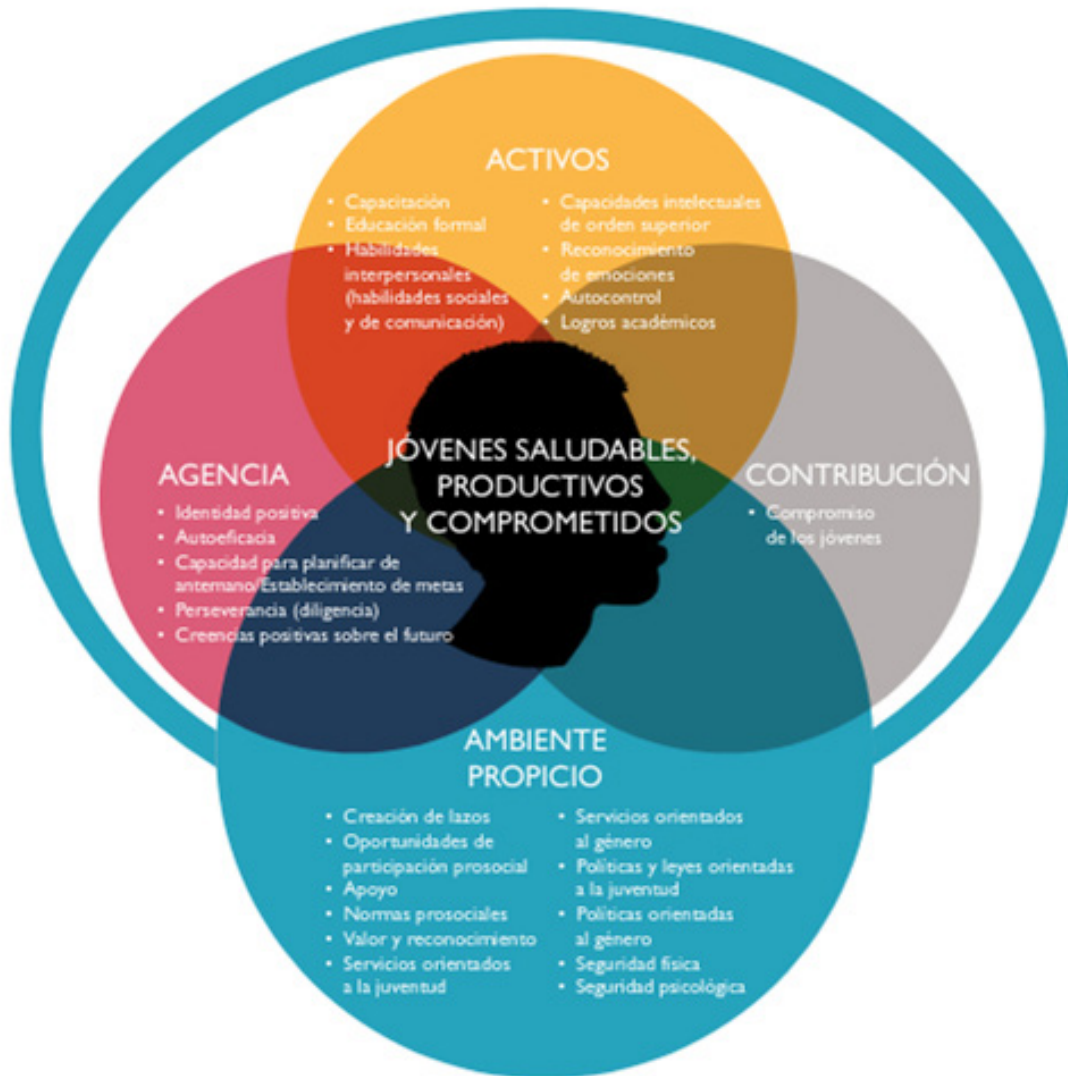 ACTIVOS
• Capacitación
• Educación formal
• Habilidades
interpersonales
(habilidades sociales
y de comunicación)
• Capacidades intelectuales
de orden superior
• Reconocimiento
de emociones
• Autocontrol
• Logros académicos
JÓVENES SALUDABLES,
PRODUCTIVOS
Y COMPROMETIDOS
AGENCIA
• Identidad positiva
• Autoeficacia
• Capacidad para planificar de
antemano/Establecimiento de metas
• Perseverancia (diligencia)
• Creencias positivas sobre el futuro
CONTRIBUCIÓN
• Compromiso
de los jóvenes
AMBIENTE
PROPICIO
• Creación de lazos
• Oportunidades de
participación prosocial
• Apoyo
• Normas prosociales
• Valor y reconocimiento
• Servicios orientados
a la juventud
• Servicios orientados
al género
• Políticas y leyes orientadas
a la juventud
• Políticas orientadas
al género
• Seguridad física
• Seguridad psicológica